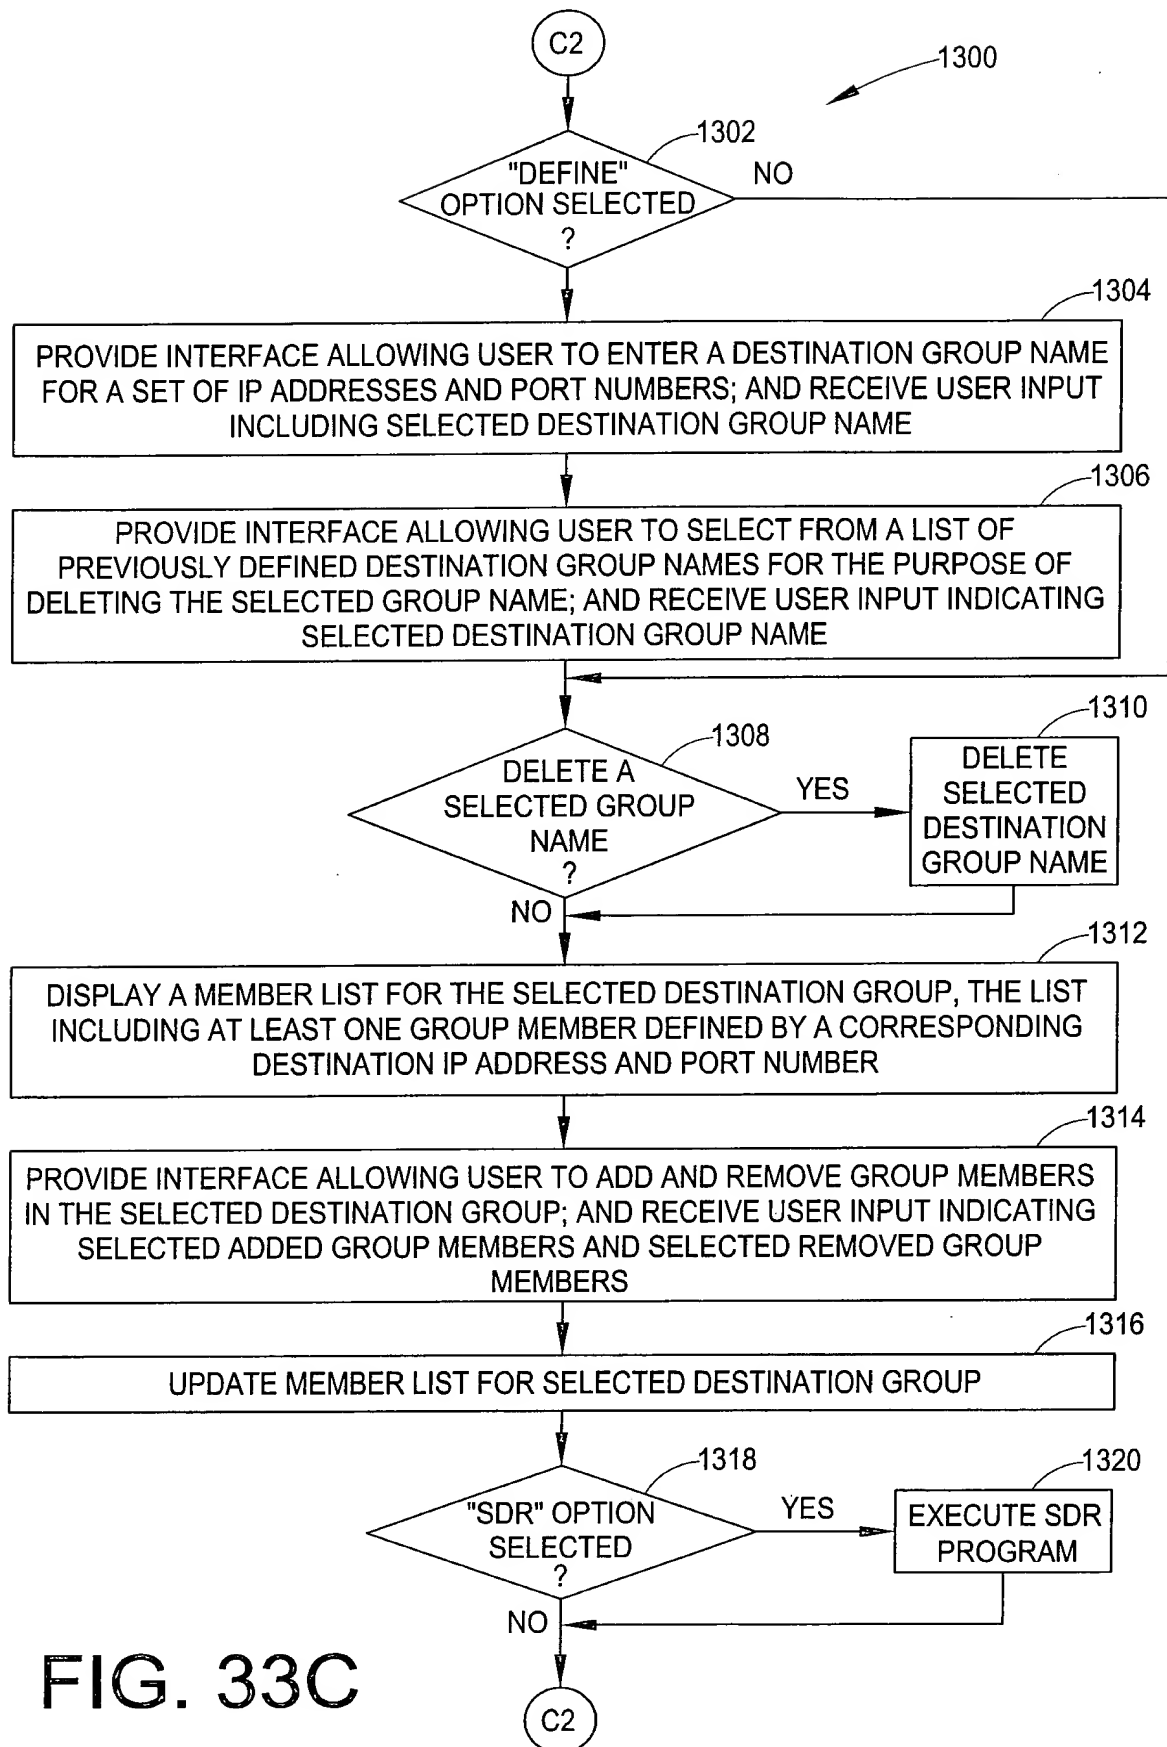 C2
1300
1302
"DEFINE"
OPTION SELECTED
?
NO
1304
PROVIDE INTERFACE ALLOWING USER TO ENTER A DESTINATION GROUP NAME
FOR A SET OF IP ADDRESSES AND PORT NUMBERS; AND RECEIVE USER INPUT
INCLUDING SELECTED DESTINATION GROUP NAME
1306
PROVIDE INTERFACE ALLOWING USER TO SELECT FROM A LIST OF
PREVIOUSLY DEFINED DESTINATION GROUP NAMES FOR THE PURPOSE OF
DELETING THE SELECTED GROUP NAME; AND RECEIVE USER INPUT INDICATING
SELECTED DESTINATION GROUP NAME
1308
DELETE A
SELECTED GROUP
NAME
?
YES
1310
DELETE
SELECTED
DESTINATION
GROUP NAME
NO
1312
DISPLAY A MEMBER LIST FOR THE SELECTED DESTINATION GROUP, THE LIST
INCLUDING AT LEAST ONE GROUP MEMBER DEFINED BY A CORRESPONDING
DESTINATION IP ADDRESS AND PORT NUMBER
1314
PROVIDE INTERFACE ALLOWING USER TO ADD AND REMOVE GROUP MEMBERS
IN THE SELECTED DESTINATION GROUP; AND RECEIVE USER INPUT INDICATING
SELECTED ADDED GROUP MEMBERS AND SELECTED REMOVED GROUP
MEMBERS
1316
UPDATE MEMBER LIST FOR SELECTED DESTINATION GROUP
1318
"SDR" OPTION
SELECTED
?
YES
1320
EXECUTE SDR
PROGRAM
NO
C2
FIG. 33C